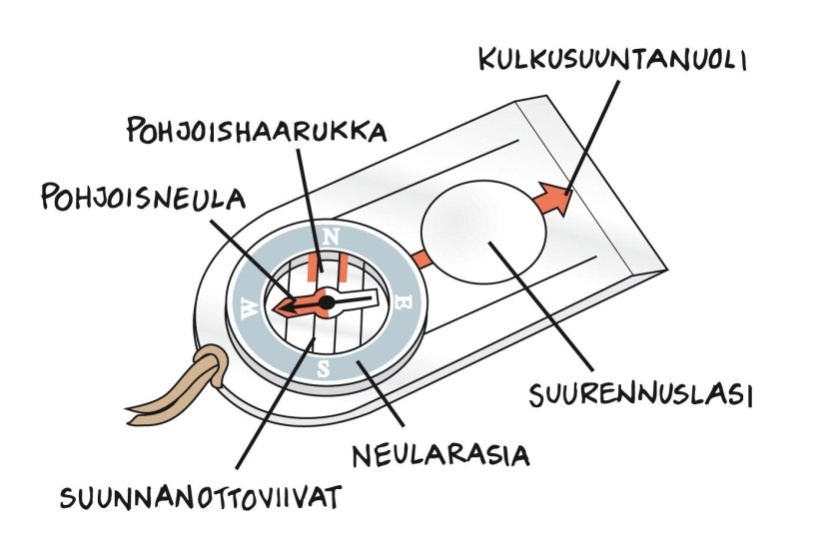 KULKUSUUNTANUOLI
POHJOISHAARUKKA
POHJOISNEULA
N
W
E
S
SUURENNUSLASI
NEULARASIA
SUUNNANOTTOVIIVAT